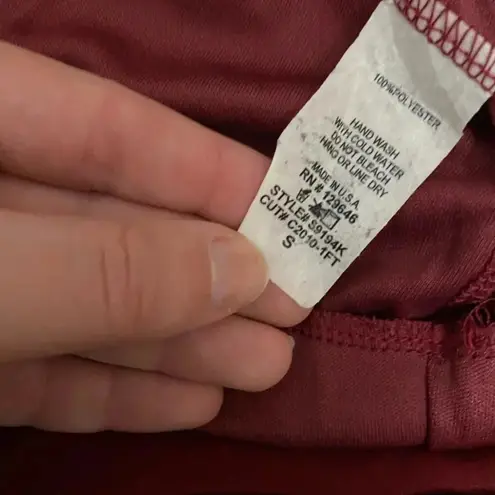 100%POLYESTER
HAND WASH
WITH COLD WATER
DO NOT BLEACH
HANG OR LINE DRY
MADE IN U.S.A.
RN # 129646
STYLE# S9194K
CUT# C2010-1FT
S